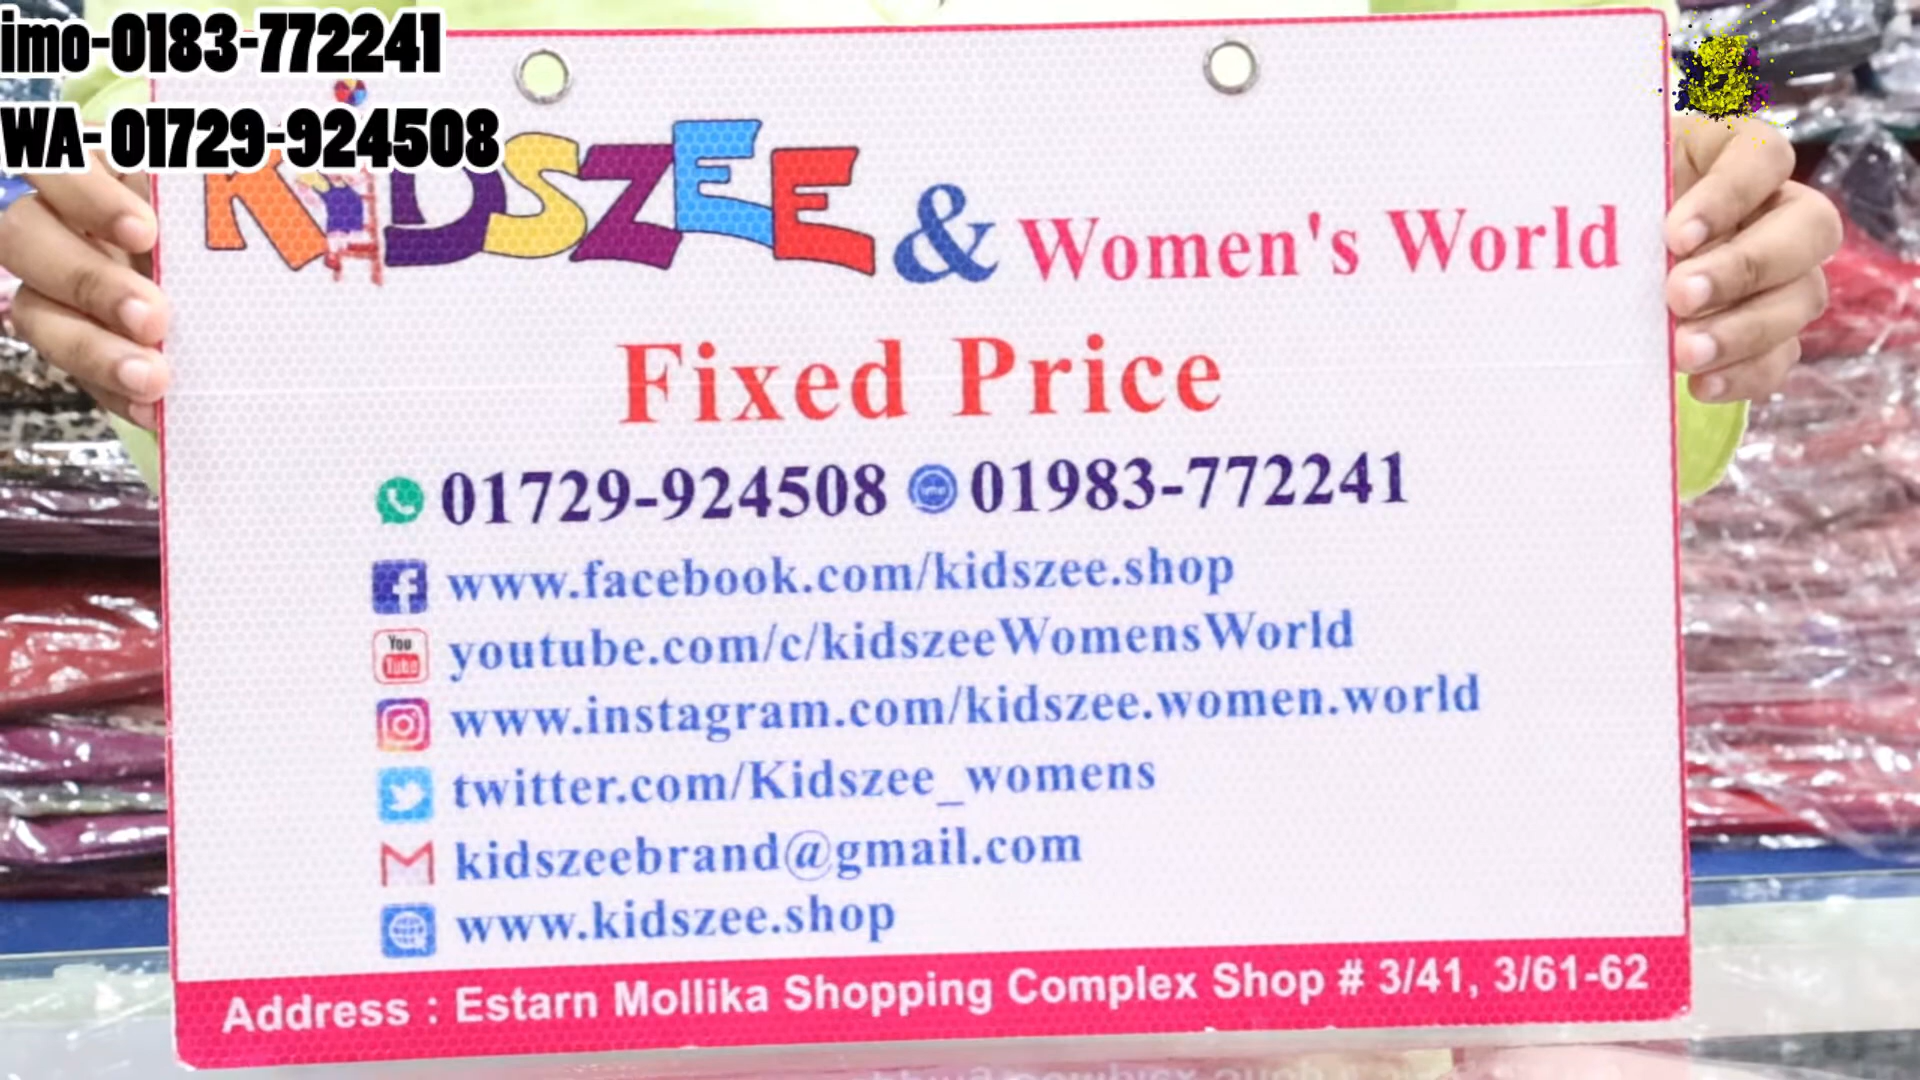 imo-0183-772241
WA- 01729-924508
KIDSZEE & Women's World
Fixed Price
01729-924508 01983-772241
www.facebook.com/kidszee.shop
You Tube youtube.com/c/kidszeeWomensWorld
www.instagram.com/kidszee.women.world
twitter.com/Kidszee_womens
kidszeebrand@gmail.com
www.kidszee.shop
Address : Estarn Mollika Shopping Complex Shop # 3/41, 3/61-62